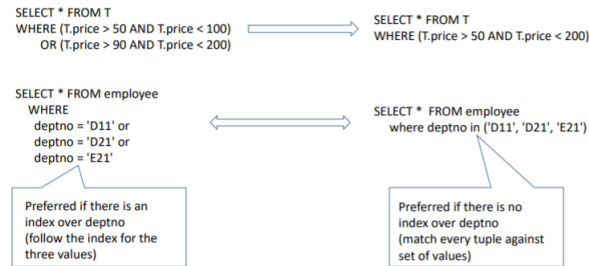 SELECT * FROM T
WHERE (T.price > 50 AND T.price < 100)
OR (T.price > 90 AND T.price < 200)
SELECT * FROM T
WHERE (T.price > 50 AND T.price < 200)
SELECT * FROM employee
WHERE
deptno = 'D11' or
deptno = 'D21' or
deptno = 'E21'
SELECT * FROM employee
where deptno in ('D11', 'D21', 'E21')
Preferred if there is an
index over deptno
(follow the index for the
three values)
Preferred if there is no
index over deptno
(match every tuple against
set of values)